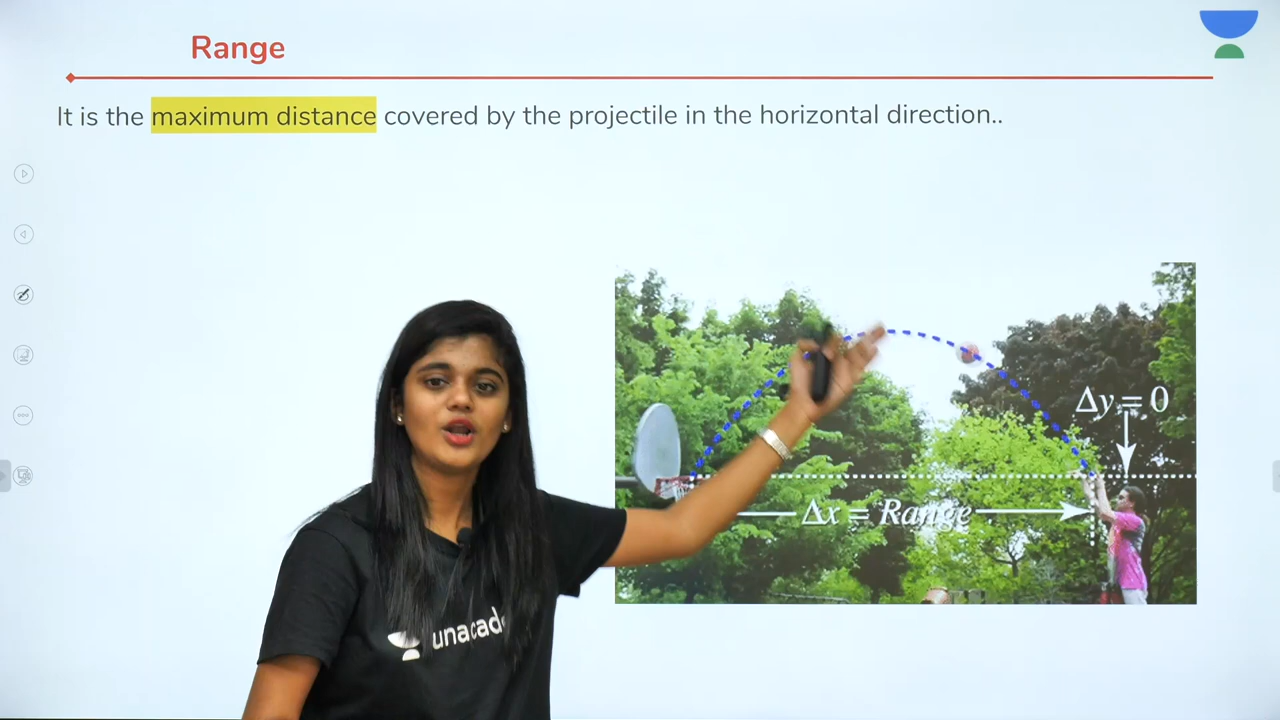 Range
It is the maximum distance covered by the projectile in the horizontal direction..
Δy = 0
Δx = Range